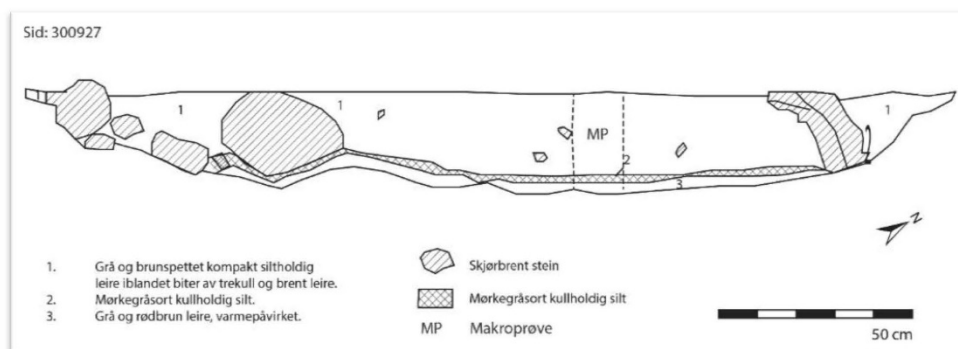 Sid: 300927
1
1
1
MP
2
3
2
N
1. Grå og brunspettet kompakt siltholdig
leire iblandet biter av trekull og brent leire.
2. Mørkegråsort kullholdig silt.
3. Grå og rødbrun leire, varmepåvirket.
Skjørbrent stein
Mørkegråsort kullholdig silt
MP Makroprøve
50 cm